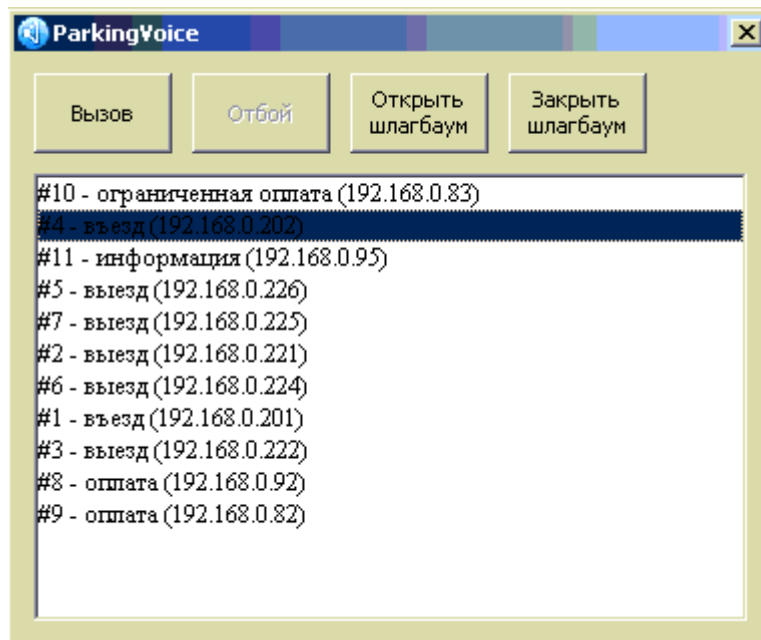 ParkingVoice
Вызов
Отбой
Открыть
шлагбаум
Закрыть
шлагбаум
#10 - ограниченная оплата (192.168.0.83)
#4 - въезд (192.168.0.202)
#11 - информация (192.168.0.95)
#5 - выезд (192.168.0.226)
#7 - выезд (192.168.0.225)
#2 - выезд (192.168.0.221)
#6 - выезд (192.168.0.224)
#1 - въезд (192.168.0.201)
#3 - выезд (192.168.0.222)
#8 - оплата (192.168.0.92)
#9 - оплата (192.168.0.82)